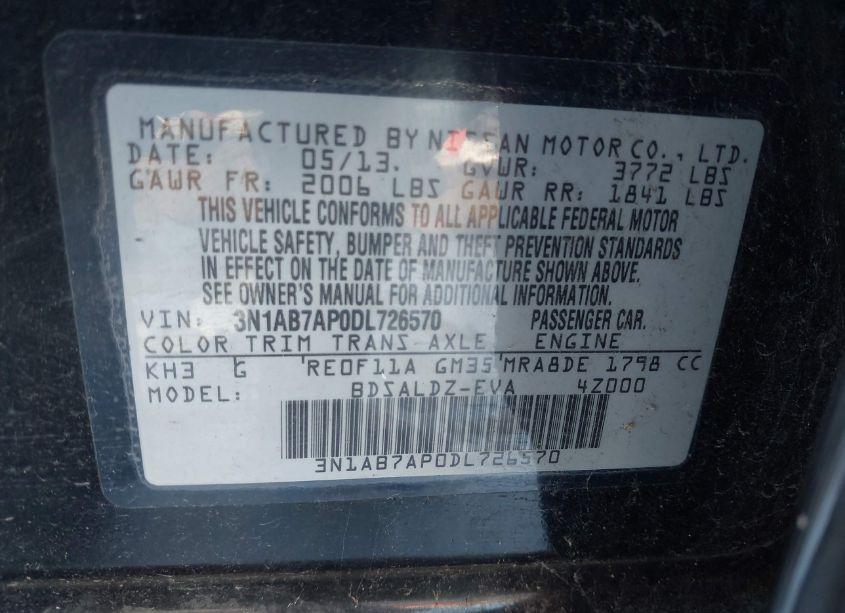 MANUFACTURED BY NISSAN MOTOR CO., LTD.
DATE: 05/13. GVWR: 3772 LBS
GAWR FR: 2006 LBS GAWR RR: 1841 LBS
THIS VEHICLE CONFORMS TO ALL APPLICABLE FEDERAL MOTOR
VEHICLE SAFETY, BUMPER AND THEFT PREVENTION STANDARDS
IN EFFECT ON THE DATE OF MANUFACTURE SHOWN ABOVE.
SEE OWNER'S MANUAL FOR ADDITIONAL INFORMATION.
VIN: 3N1AB7AP0DL726570 PASSENGER CAR.
COLOR TRIM TRANS-AXLE ENGINE
KH3 G RE0F11A GM35 MRA8DE 1798 CC
MODEL: BDSALDZ-EVA 4Z000
3N1AB7AP0DL726570